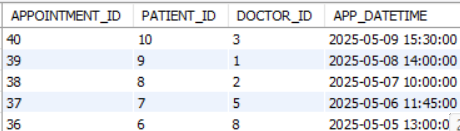 APPOINTMENT_ID PATIENT_ID DOCTOR_ID APP_DATETIME
40 10 3 2025-05-09 15:30:00
39 9 1 2025-05-08 14:00:00
38 8 2 2025-05-07 10:00:00
37 7 5 2025-05-06 11:45:00
36 6 8 2025-05-05 13:00:0